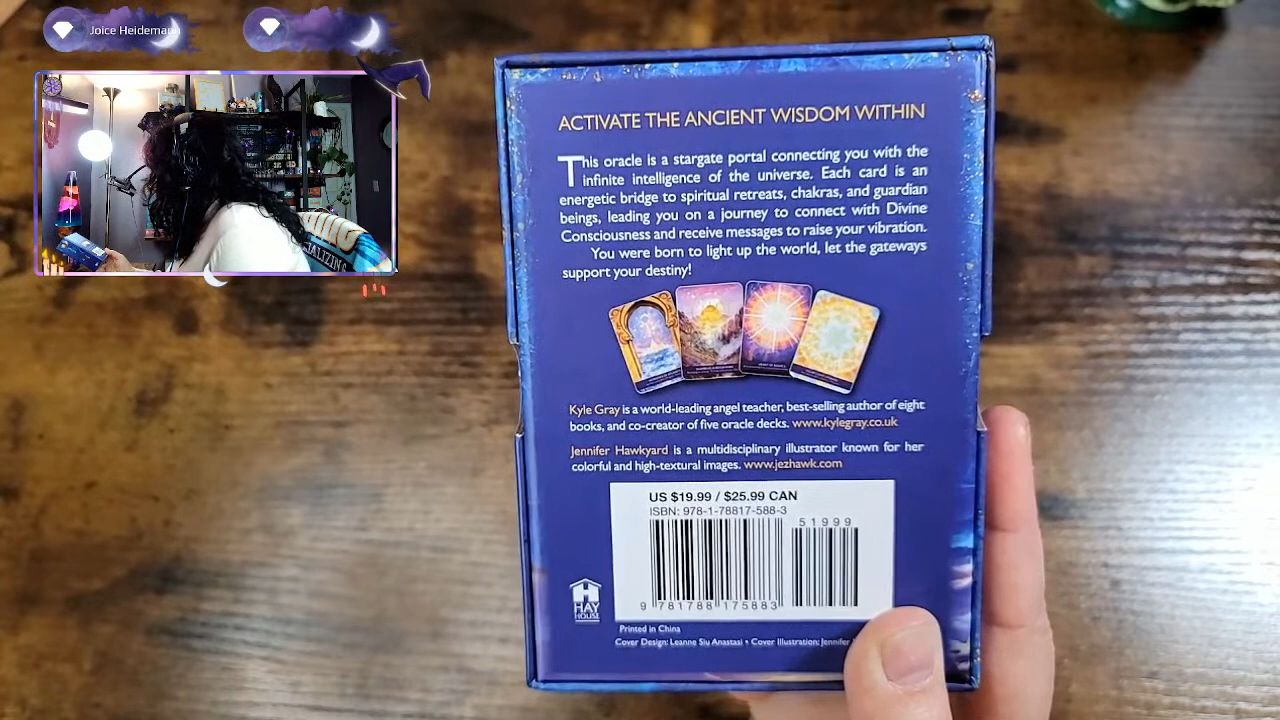 Joice Heidemann
ACTIVATE THE ANCIENT WISDOM WITHIN
This oracle is a stargate portal connecting you with the
infinite intelligence of the universe. Each card is an
energetic bridge to spiritual retreats, chakras, and guardian
beings, leading you on a journey to connect with Divine
Consciousness and receive messages to raise your vibration.
You were born to light up the world, let the gateways
support your destiny!
Kyle Gray is a world-leading angel teacher, best-selling author of eight
books, and co-creator of five oracle decks. www.kylegray.co.uk
Jennifer Hawkyard is a multidisciplinary illustrator known for her
colorful and high-textural images. www.jezhawk.com
US $19.99 / $25.99 CAN
ISBN: 978-1-78817-588-3
51999
9 781788 175883
HAY
HOUSE
Printed in China
Cover Design: Leanne Siu Anastasi • Cover Illustration: Jennifer